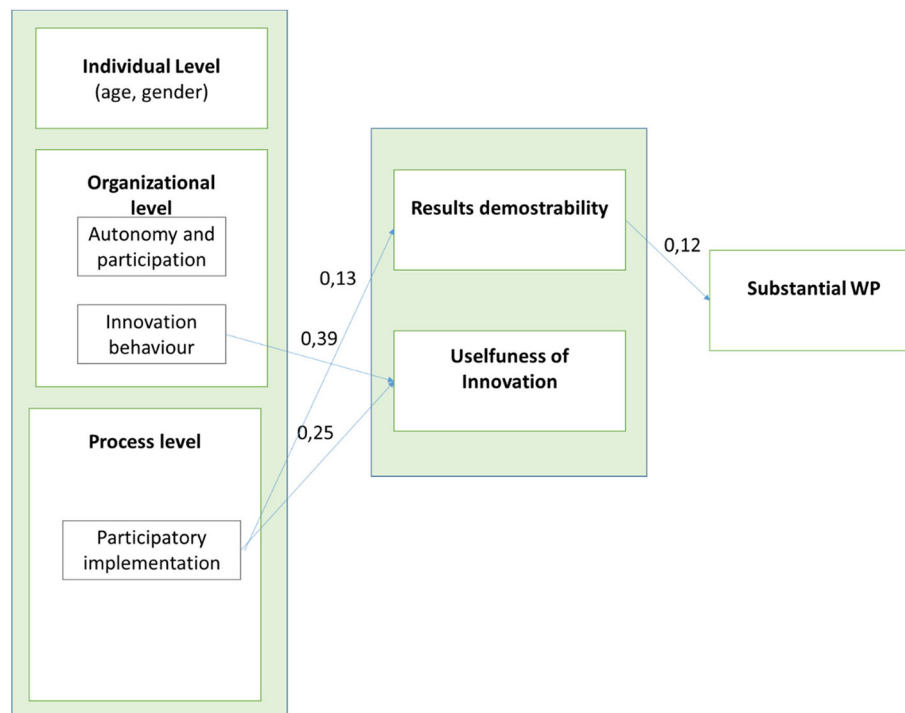 Individual Level
(age, gender)
Organizational
level
Autonomy and
participation
Innovation
behaviour
Process level
Participatory
implementation
0,13
0,39
0,25
Results demostrability
Uselfuness of
Innovation
0,12
Substantial WP